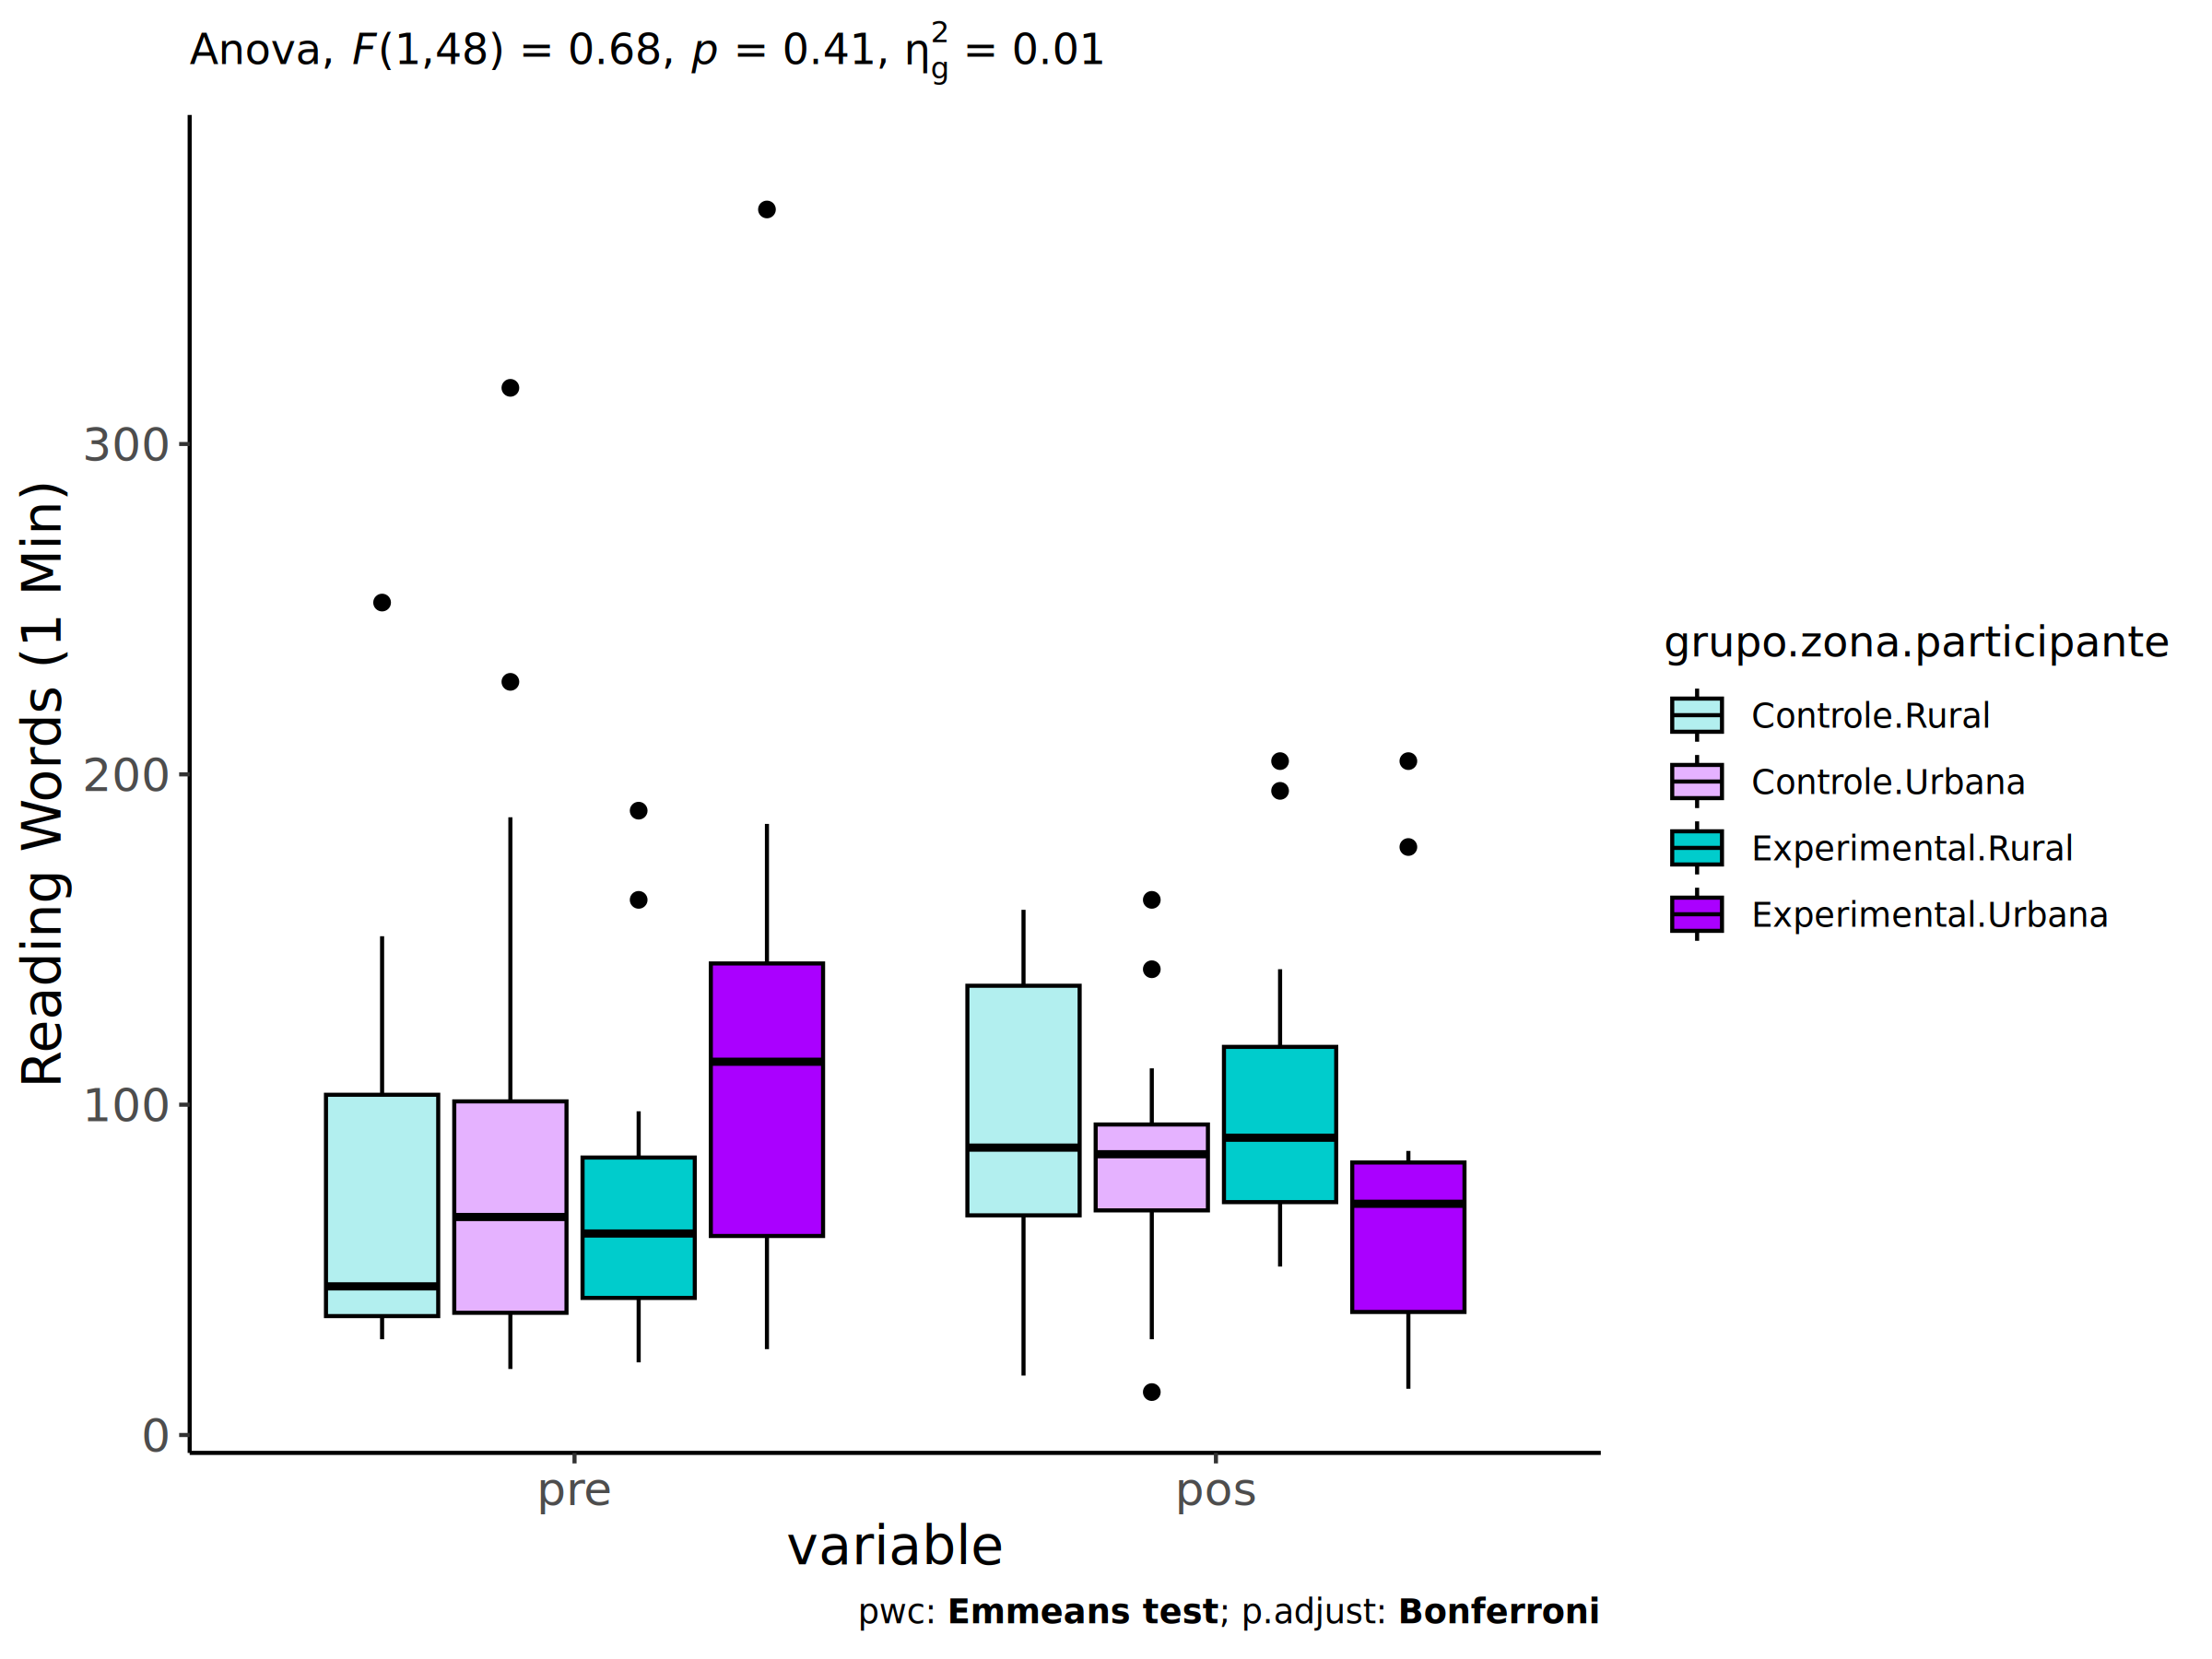 Anova, F(1,48) = 0.68, p = 0.41, η²g = 0.01
Reading Words (1 Min)
300
200
100
0
pre
pos
variable
grupo.zona.participante
Controle.Rural
Controle.Urbana
Experimental.Rural
Experimental.Urbana
pwc: Emmeans test; p.adjust: Bonferroni